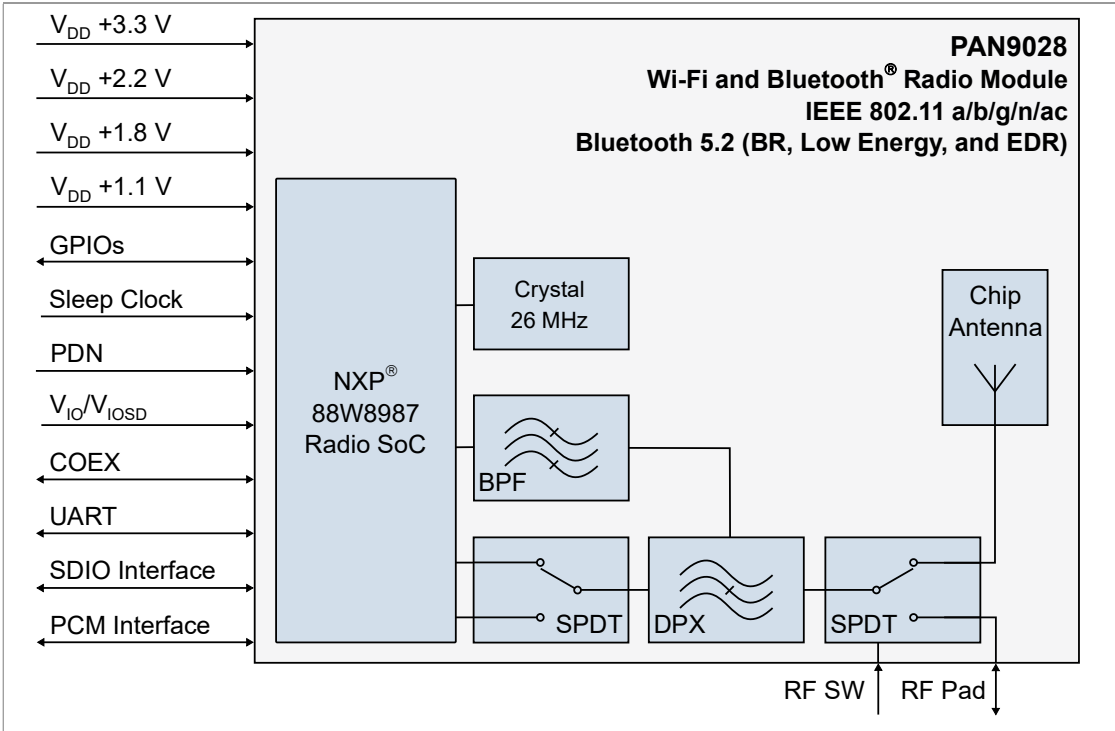 V_DD +3.3 V
V_DD +2.2 V
V_DD +1.8 V
V_DD +1.1 V
GPIOs
Sleep Clock
PDN
V_IO/V_IOSD
COEX
UART
SDIO Interface
PCM Interface
PAN9028
Wi-Fi and Bluetooth® Radio Module
IEEE 802.11 a/b/g/n/ac
Bluetooth 5.2 (BR, Low Energy, and EDR)
NXP®
88W8987
Radio SoC
Crystal
26 MHz
Chip
Antenna
BPF
SPDT
DPX
SPDT
RF SW
RF Pad